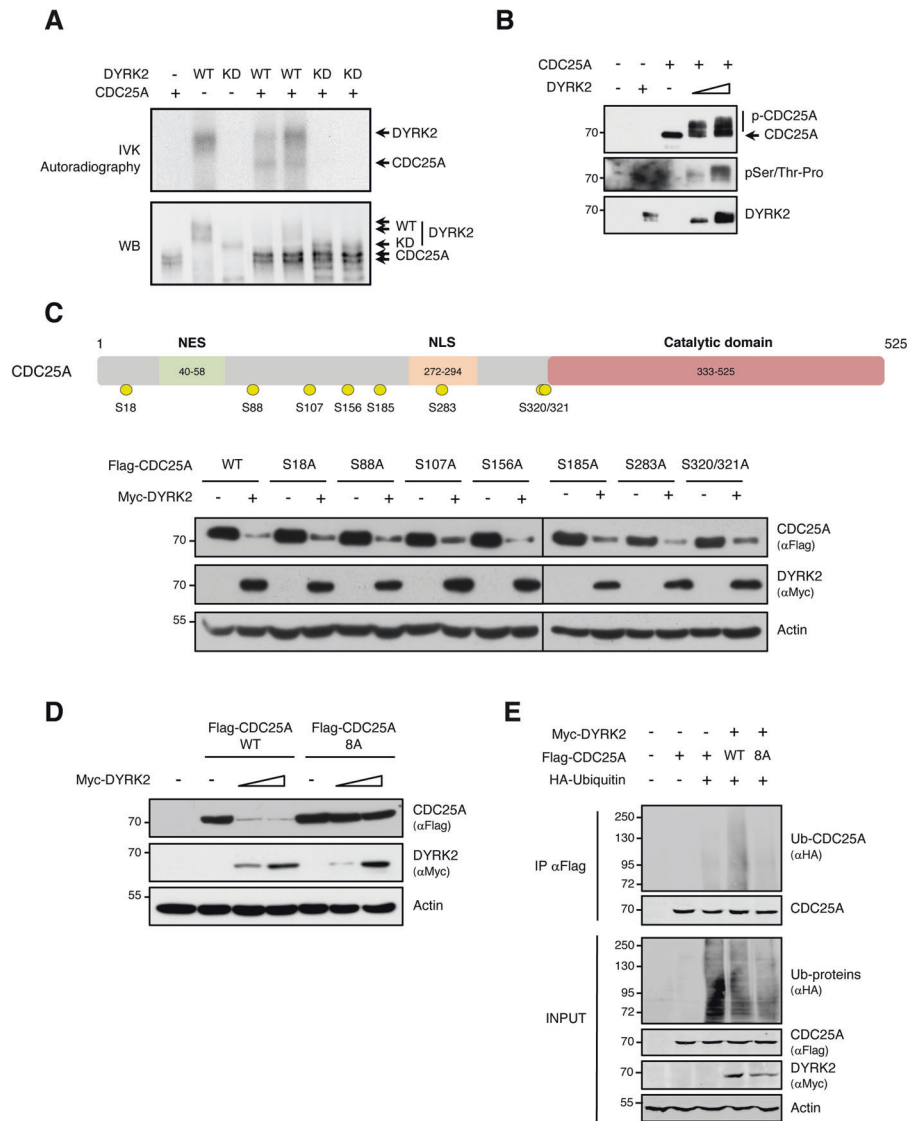 A
DYRK2 - WT KD WT WT KD KD
CDC25A + - - + + + +
IVK
Autoradiography
DYRK2
CDC25A
WB
WT
DYRK2
KD
CDC25A
B
CDC25A - - + + +
DYRK2 - + -
70
p-CDC25A
CDC25A
70
pSer/Thr-Pro
70
DYRK2
C
1 NES NLS Catalytic domain 525
CDC25A 40-58 272-294 333-525
S18 S88 S107 S156 S185 S283 S320/321
Flag-CDC25A WT S18A S88A S107A S156A S185A S283A S320/321A
Myc-DYRK2 - + - + - + - + - + - + - + - +
70
CDC25A
(αFlag)
70
DYRK2
(αMyc)
55
Actin
D
Flag-CDC25A Flag-CDC25A
WT 8A
Myc-DYRK2 - - -
70
CDC25A
(αFlag)
70
DYRK2
(αMyc)
55
Actin
E
Myc-DYRK2 - - - + +
Flag-CDC25A - + + WT 8A
HA-Ubiquitin - - + + +
IP αFlag
250
130
95
72
Ub-CDC25A
(αHA)
70
CDC25A
INPUT
250
130
95
72
Ub-proteins
(αHA)
70
CDC25A
(αFlag)
70
DYRK2
(αMyc)
55
Actin